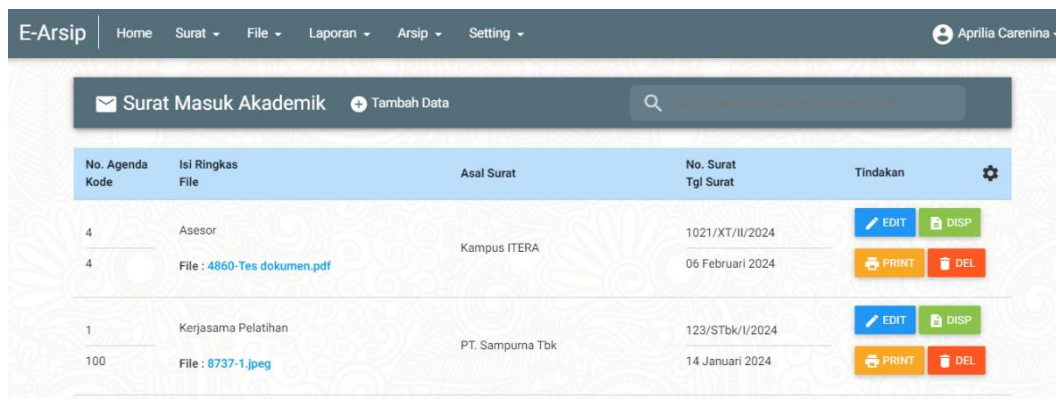 E-Arsip Home Surat File Laporan Arsip Setting Aprilia Carenina
Surat Masuk Akademik Tambah Data
No. Agenda Isi Ringkas Asal Surat No. Surat Tindakan
Kode File Tgl Surat
4 Asesor Kampus ITERA 1021/XT/II/2024 EDIT DISP
4 File : 4860-Tes dokumen.pdf 06 Februari 2024 PRINT DEL
1 Kerjasama Pelatihan PT. Sampurna Tbk 123/STbk/I/2024 EDIT DISP
100 File : 8737-1.jpeg 14 Januari 2024 PRINT DEL